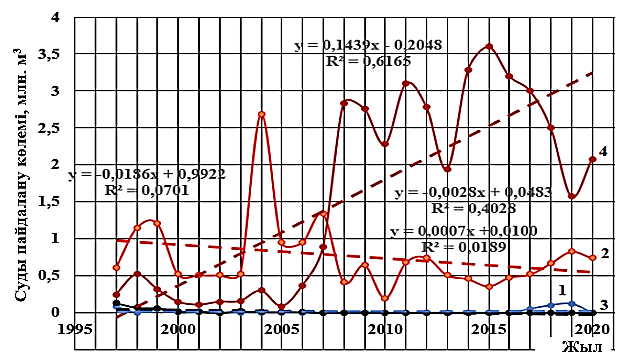 Суды пайдалану көлемі, млн. м³
4
3,5
3
2,5
2
1,5
1
0,5
0
y = 0,1439x - 0,2048
R² = 0,6165
y = -0,0186x + 0,9922
R² = 0,0701
y = -0,0028x + 0,0483
R² = 0,4028
y = 0,0007x +0,0100
R² = 0,0189
4
2
1
3
1995
2000
2005
2010
2015
2020
Жыл